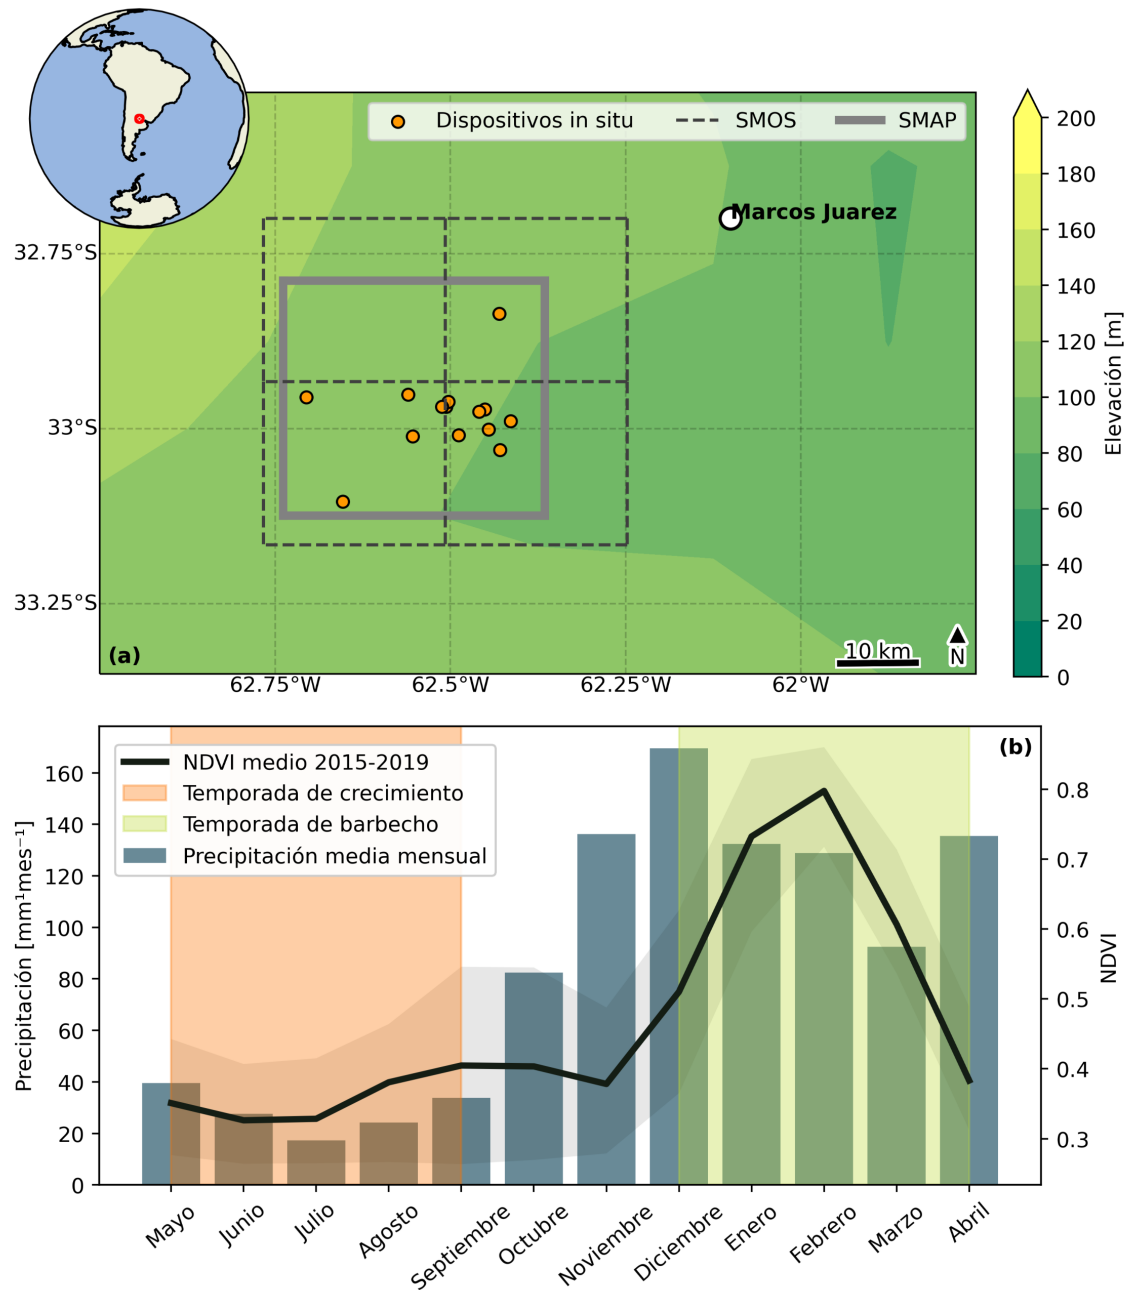 Dispositivos in situ
SMOS
SMAP
Marcos Juarez
32.75°S
33°S
33.25°S
(a)
10 km
N
62.75°W
62.5°W
62.25°W
62°W
200
180
160
140
120
100
80
60
40
20
0
Elevación [m]
(b)
NDVI medio 2015-2019
Temporada de crecimiento
Temporada de barbecho
Precipitación media mensual
160
140
120
100
80
60
40
20
0
Precipitación [mm¹mes⁻¹]
0.8
0.7
0.6
0.5
0.4
0.3
NDVI
Mayo
Junio
Julio
Agosto
Septiembre
Octubre
Noviembre
Diciembre
Enero
Febrero
Marzo
Abril